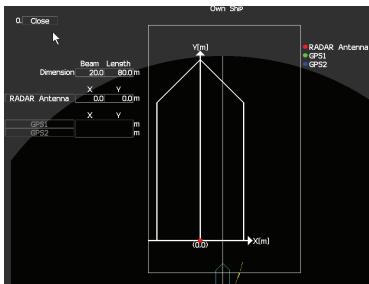 Own Ship
0. Close
Y[m]
RADAR Antenna
GPS1
GPS2
Beam Length
Dimension 20.0 80.0 m
X Y
RADAR Antenna 0.0 0.0 m
X Y
GPS1 m
GPS2 m
(0.0)
X[m]